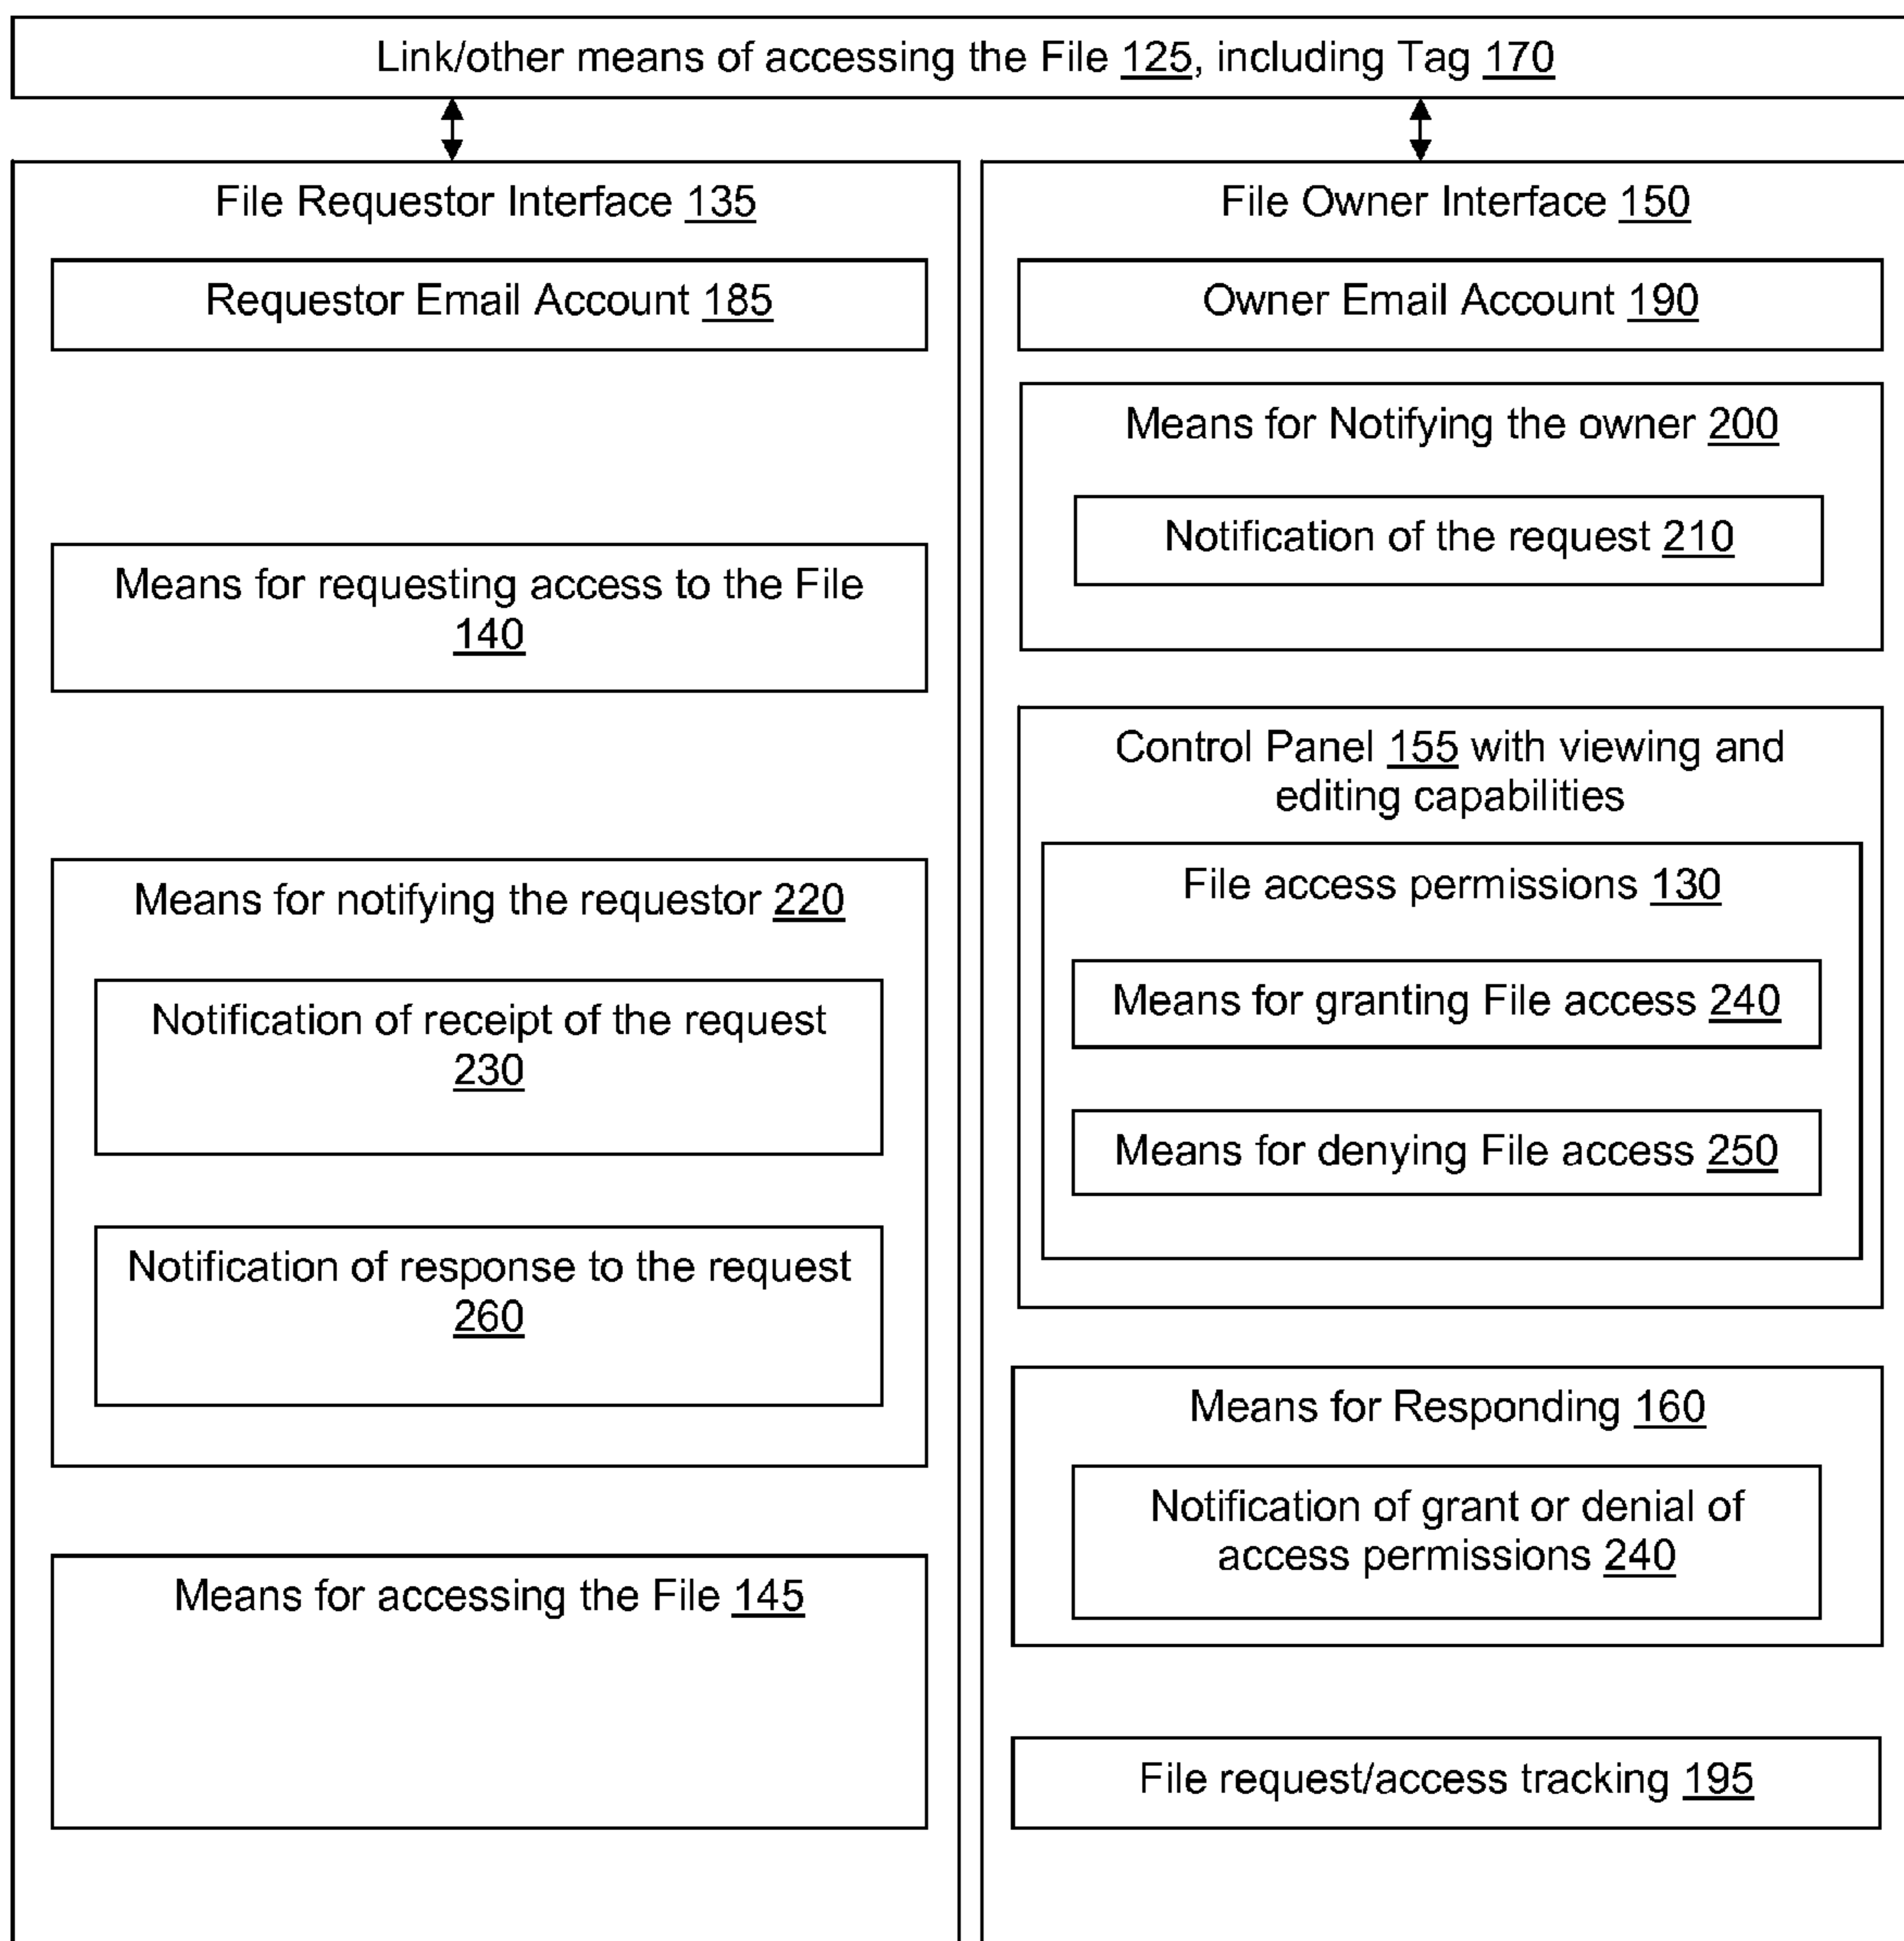 Link/other means of accessing the File 125, including Tag 170
File Requestor Interface 135
Requestor Email Account 185
Means for requesting access to the File
140
Means for notifying the requestor 220
Notification of receipt of the request
230
Notification of response to the request
260
Means for accessing the File 145
File Owner Interface 150
Owner Email Account 190
Means for Notifying the owner 200
Notification of the request 210
Control Panel 155 with viewing and
editing capabilities
File access permissions 130
Means for granting File access 240
Means for denying File access 250
Means for Responding 160
Notification of grant or denial of
access permissions 240
File request/access tracking 195